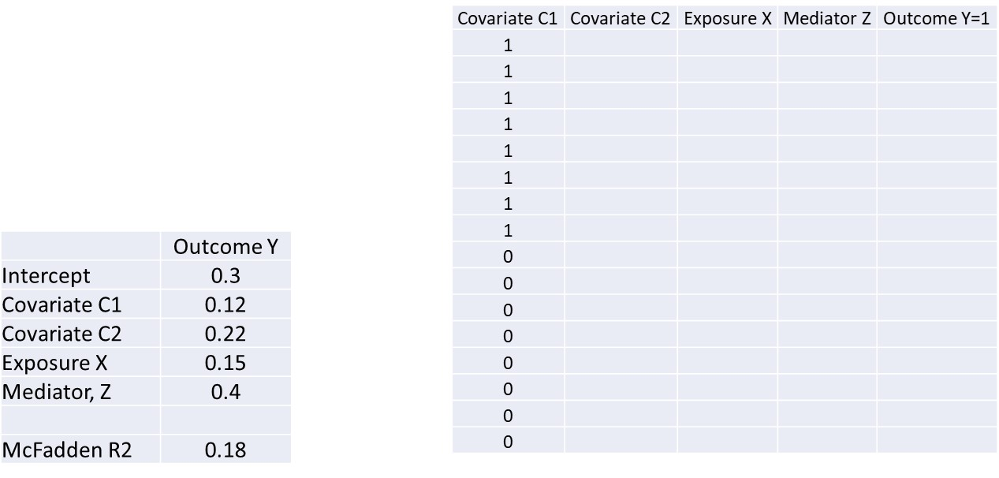 Covariate C1 Covariate C2 Exposure X Mediator Z Outcome Y=1
1
1
1
1
1
1
1
1
0
0
0
0
0
0
0
0
Outcome Y
Intercept 0.3
Covariate C1 0.12
Covariate C2 0.22
Exposure X 0.15
Mediator, Z 0.4
McFadden R2 0.18